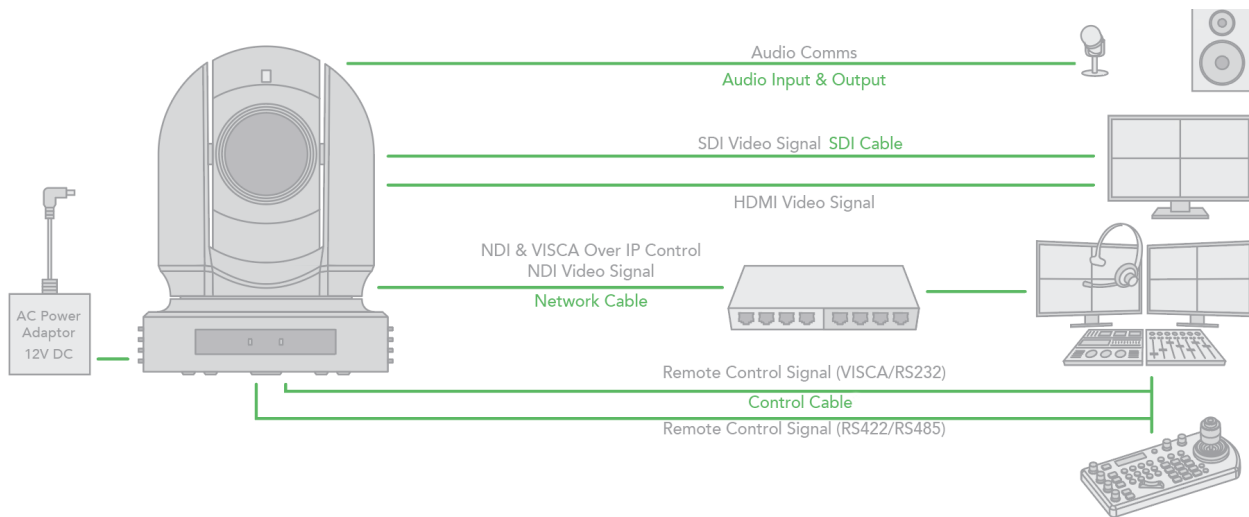 Audio Comms
Audio Input & Output
SDI Video Signal SDI Cable
HDMI Video Signal
NDI & VISCA Over IP Control
NDI Video Signal
Network Cable
AC Power
Adaptor
12V DC
Remote Control Signal (VISCA/RS232)
Control Cable
Remote Control Signal (RS422/RS485)